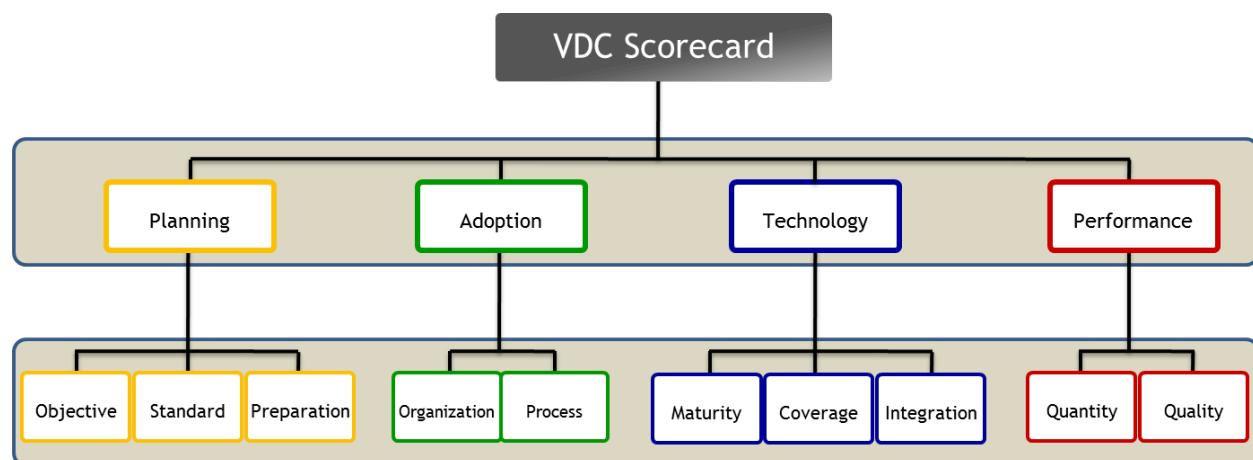 VDC Scorecard
Planning
Adoption
Technology
Performance
Objective
Standard
Preparation
Organization
Process
Maturity
Coverage
Integration
Quantity
Quality